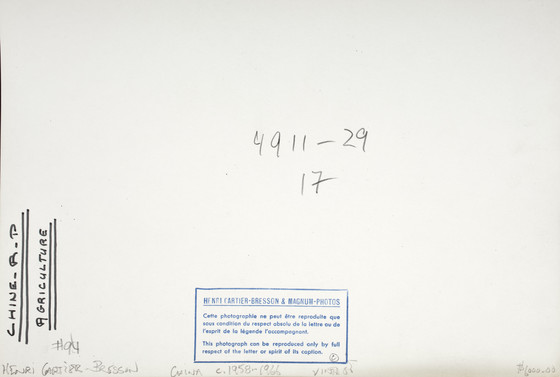 4911-29
17
CHINE-R-P
AGRICULTURE
HENRI CARTIER-BRESSON & MAGNUM-PHOTOS
Cette photographie ne peut être reproduite que
sous condition du respect absolu de la lettre ou de
l'esprit de la légende l'accompagnant.
This photograph can be reproduced only by full
respect of the letter or spirit of its caption.
©
#94
HENRI CARTIER-BRESSON CHINA c. 1958-1966